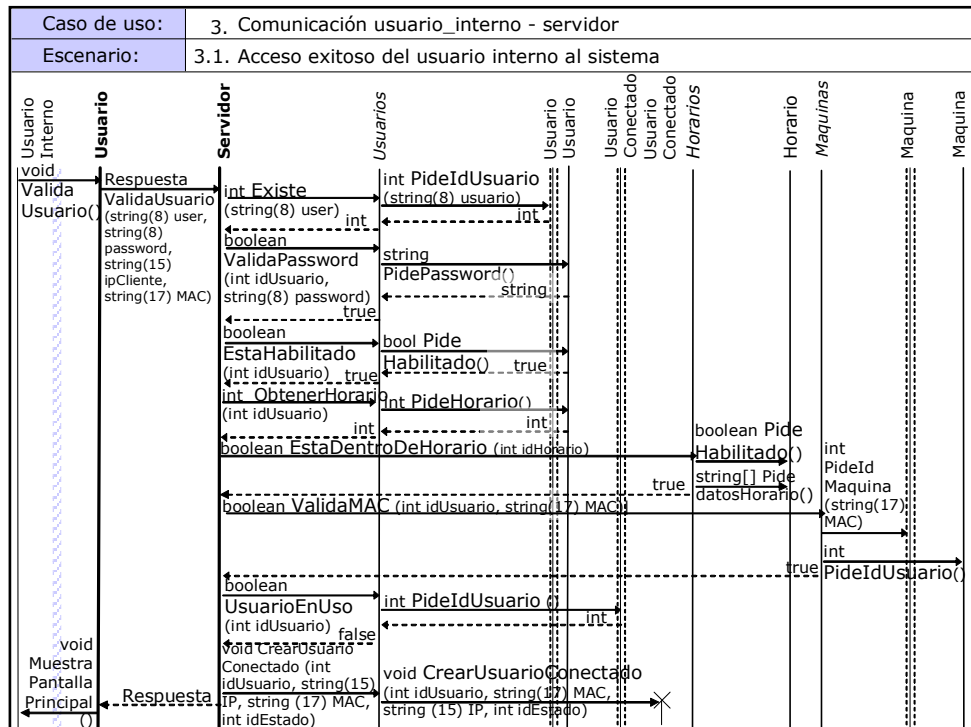 Caso de uso:
3. Comunicación usuario_interno - servidor
Escenario:
3.1. Acceso exitoso del usuario interno al sistema
Usuario
Interno
Usuario
Servidor
Usuarios
Usuario
Usuario
Usuario
Conectado
Usuario
Conectado
Horarios
Horario
Maquinas
Maquina
Maquina
void
Valida
Usuario()
Respuesta
ValidaUsuario
(string(8) user,
string(8)
password,
string(15)
ipCliente,
string(17) MAC)
int Existe
(string(8) user)
int PideIdUsuario
(string(8) usuario)
int
int
boolean
ValidaPassword
(int idUsuario,
string(8) password)
string
PidePassword()
string
true
boolean
EstaHabilitado
(int idUsuario)
bool Pide
Habilitado()
true
true
int ObtenerHorario
(int idUsuario)
int PideHorario()
int
int
boolean EstaDentroDeHorario (int idHorario)
boolean Pide
Habilitado()
string[] Pide
datosHorario()
true
boolean ValidaMAC (int idUsuario, string(17) MAC)
int
PideId
Maquina
(string(17)
MAC)
int
PideIdUsuario()
true
boolean
UsuarioEnUso
(int idUsuario)
int PideIdUsuario ()
int
false
void CrearUsuario
Conectado (int
idUsuario, string(15)
IP, string (17) MAC,
int idEstado)
void CrearUsuarioConectado
(int idUsuario, string(17) MAC,
string (15) IP, int idEstado)
Respuesta
void
Muestra
Pantalla
Principal
()